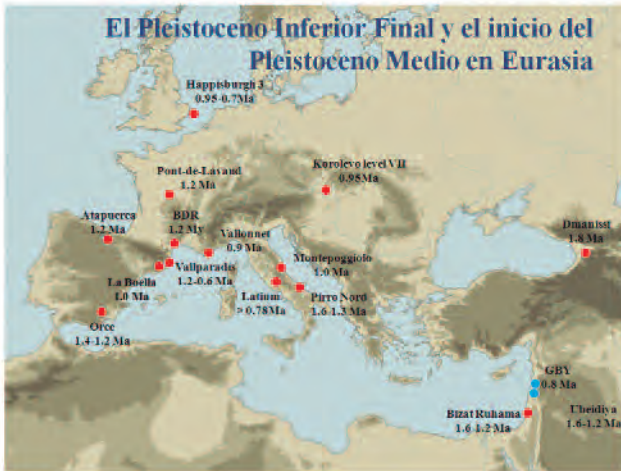 El Pleistoceno Inferior Final y el inicio del
Pleistoceno Medio en Eurasia
Happisburgh 3
0.95-0.7Ma
Pont-de-Lavaud
1.2 Ma
Korolevo level VII
0.95Ma
Atapuerca
1.2 Ma
BDR
1.2 My
Vallonnet
0.9 Ma
Dmanisi
1.8 Ma
Montepoggiolo
1.0 Ma
La Boella
1.0 Ma
Vallparadís
1.2-0.6 Ma
Latium
> 0.78Ma
Pirro Nord
1.6-1.3 Ma
Orce
1.4-1.2 Ma
GBY
0.8 Ma
Bizat Ruhama
1.6-1.2 Ma
Ubeidiya
1.6-1.2 Ma